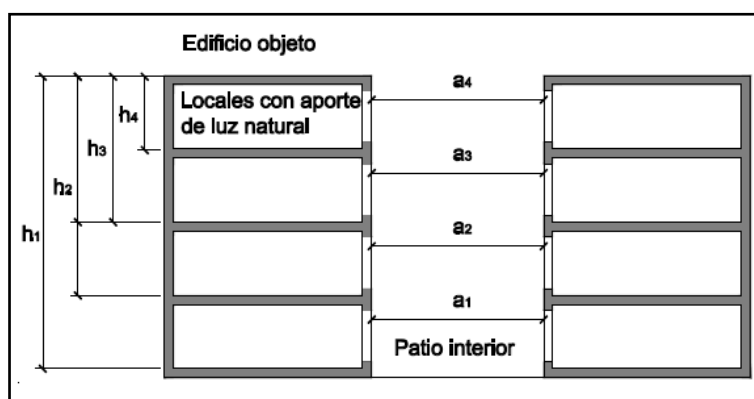 Edificio objeto
Locales con aporte
de luz natural
h4
h3
h2
h1
a4
a3
a2
a1
Patio interior